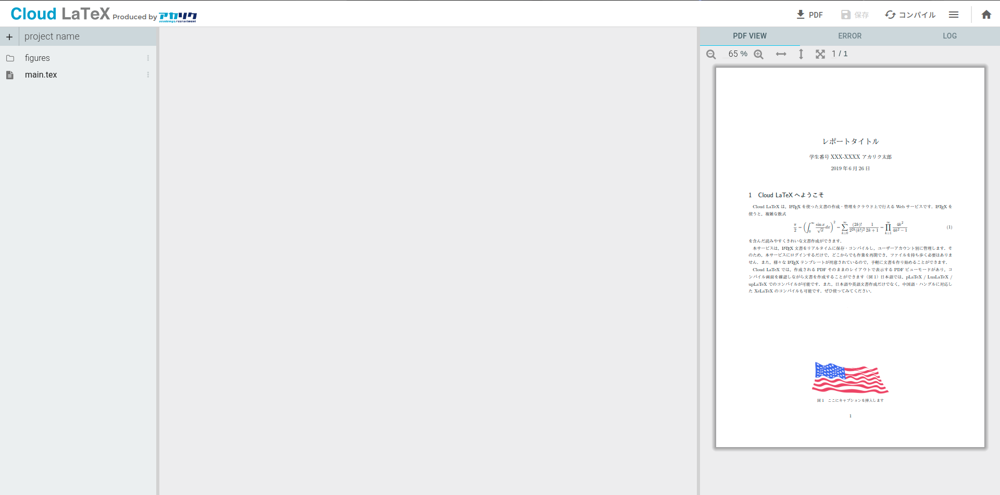 Cloud LaTeX Produced by アカリク
academy&recruitment
PDF
保存
コンパイル
+ project name
figures
main.tex
PDF VIEW
ERROR
LOG
65 %
1 / 1
レポートタイトル
学生番号 XXX-XXXX アカリク太郎
2019 年 6 月 26 日
1 Cloud LaTeX へようこそ
Cloud LaTeX は，LaTeX を使った文書の作成・管理をクラウド上で行える Web サービスです．LaTeX を
使うと，複雑な数式
π/2 = (∫_0^∞ sin x/√x dx)^2 = ∑_{k=0}^∞ (2k)!/2^{2k}(k!)^2 1/2k + 1 = ∏_{k=1}^∞ 4k^2/4k^2 − 1 (1)
を含んだ読みやすくきれいな文書作成ができます．
本サービスは，LaTeX 文書をリアルタイムに保存・コンパイルし，ユーザーアカウント別に管理します．そ
のため，本サービスにログインするだけで，どこからでも作業を再開でき，ファイルを持ち歩く必要はありま
せん．また，様々な LaTeX テンプレートが用意されているので，手軽に文書を作り始めることができます．
Cloud LaTeX では，作成される PDF そのままのレイアウトで表示する PDF ビューモードがあり，コ
ンパイル画面を確認しながら文書を作成することができます（図 1）日本語では，pLaTeX / LuaLaTeX /
upLaTeX でのコンパイルが可能です．また，日本語や英語文書作成だけでなく，中国語・ハングルに対応し
た XeLaTeX のコンパイルも可能です．ぜひ使ってみてください．
図 1 ここにキャプションを挿入します
1